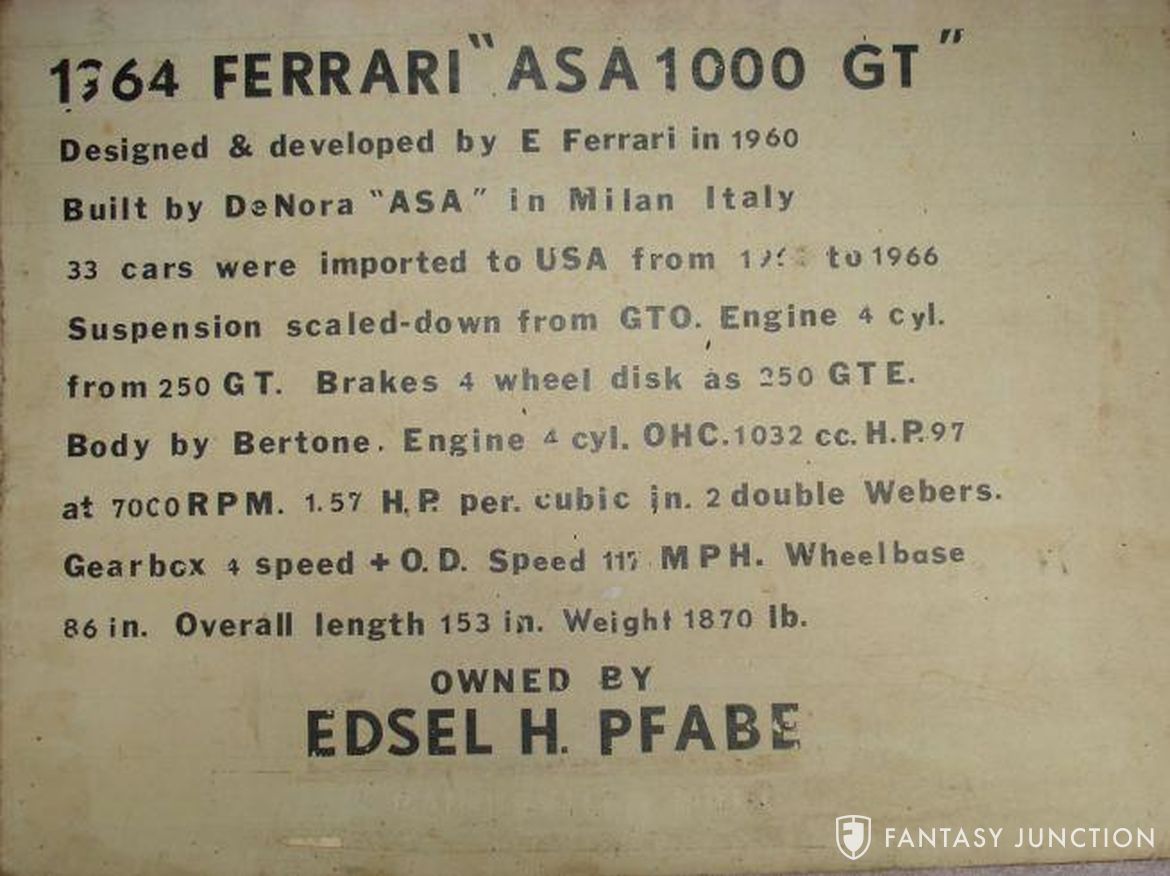 1964 FERRARI "ASA 1000 GT"
Designed & developed by E Ferrari in 1960
Built by DeNora "ASA" in Milan Italy
33 cars were imported to USA from to 1966
Suspension scaled-down from GTO. Engine 4 cyl.
from 250 GT. Brakes 4 wheel disk as 250 GTE.
Body by Bertone. Engine 4 cyl. OHC. 1032 cc. H.P. 97
at 7000 RPM. 1.57 H.P. per. cubic in. 2 double Webers.
Gearbox 4 speed + O.D. Speed MPH. Wheelbase
86 in. Overall length 153 in. Weight 1870 lb.
OWNED BY
EDSEL H. PFABE
FANTASY JUNCTION